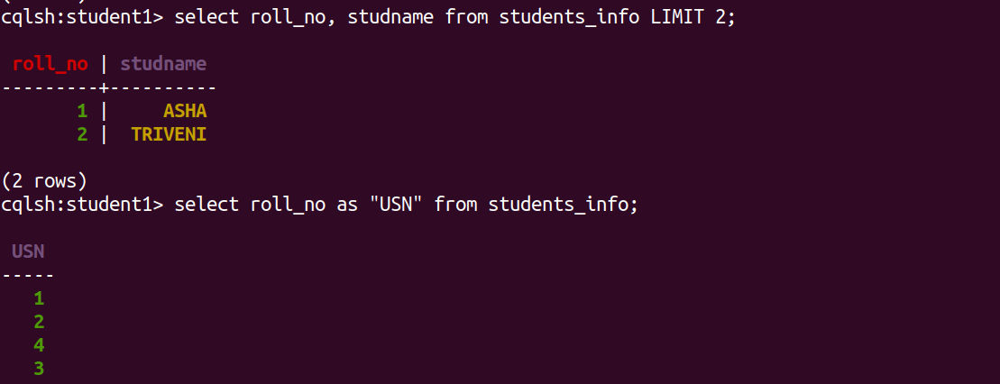 cqlsh:student1> select roll_no, studname from students_info LIMIT 2;
roll_no | studname
---------+----------
1 | ASHA
2 | TRIVENI
(2 rows)
cqlsh:student1> select roll_no as "USN" from students_info;
USN
-----
1
2
4
3